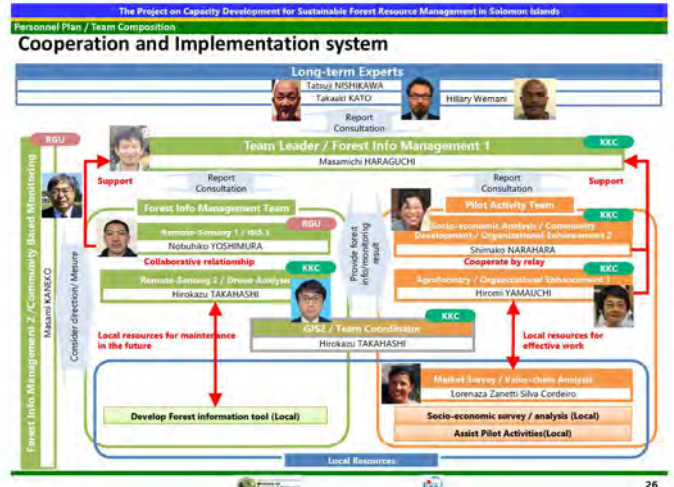 The Project on Capacity Development for Sustainable Forest Resource Management in Solomon Islands
Personnel Plan / Team Composition
Cooperation and Implementation system
Long-term Experts
Tatsuji NISHIKAWA
Takaaki KATO
Hillary Wemani
Report
Consultation
RGU
KKC
Team Leader / Forest Info Management 1
Masamichi HARAGUCHI
Support
Report
Consultation
Report
Consultation
Support
Forest Info Management 2 /Community Based Monitoring
Masami KANEKO
Consider direction/ Mesure
Forest Info Management Team
RGU
Remote-Sensing 1 / GIS 1
Nobuhiko YOSHIMURA
Collaborative relationship
KKC
Remote-Sensing 2 / Drone Analysis
Hirokazu TAKAHASHI
Provide forest
info/monitoring
result
Pilot Activity Team
KKC
Socio-economic Analysis / Community
Development / Organizational Enhancement 2
Shimako NARAHARA
Cooperate by relay
KKC
Agroforestry / Organizational Enhancement 1
Hiromi YAMAUCHI
KKC
GIS2 / Team Coordinator
Hirokazu TAKAHASHI
Local resources for maintenance
in the future
Local resources for
effective work
Market Survey / Value-chain Analysis
Lorenaza Zanetti Silva Cordeiro
Develop Forest information tool (Local)
Socio-economic survey / analysis (Local)
Assist Pilot Activities(Local)
Local Resources
26